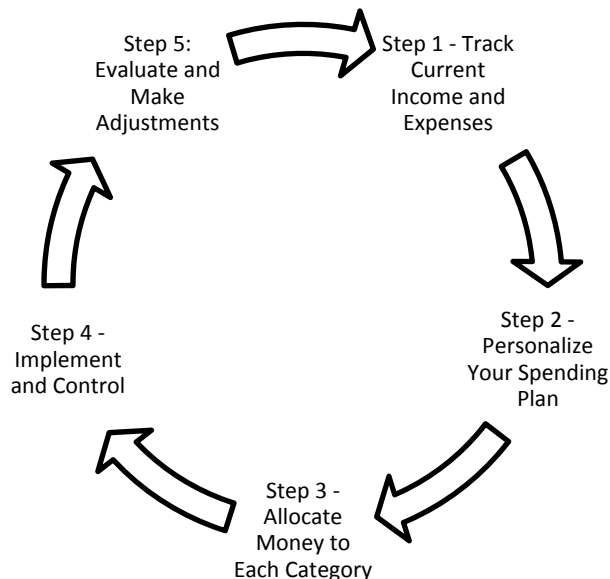 Step 1 - Track
Current
Income and
Expenses
Step 2 -
Personalize
Your Spending
Plan
Step 3 -
Allocate
Money to
Each Category
Step 4 -
Implement
and Control
Step 5:
Evaluate and
Make
Adjustments